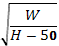 √(W / (H − 50))